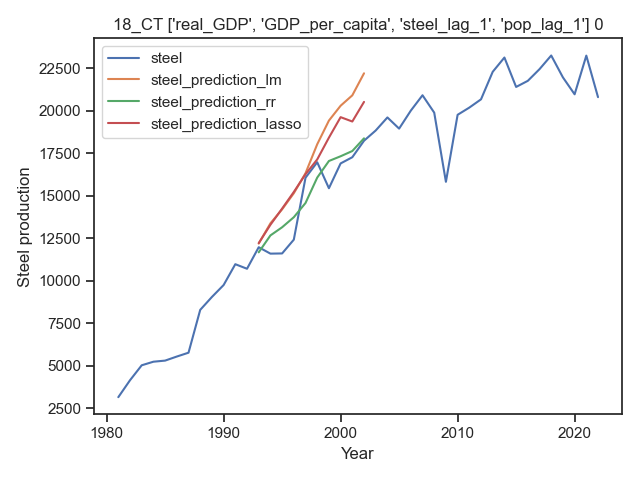 18_CT ['real_GDP', 'GDP_per_capita', 'steel_lag_1', 'pop_lag_1'] 0
steel
steel_prediction_lm
steel_prediction_rr
steel_prediction_lasso
Steel production
22500
20000
17500
15000
12500
10000
7500
5000
2500
1980
1990
2000
2010
2020
Year